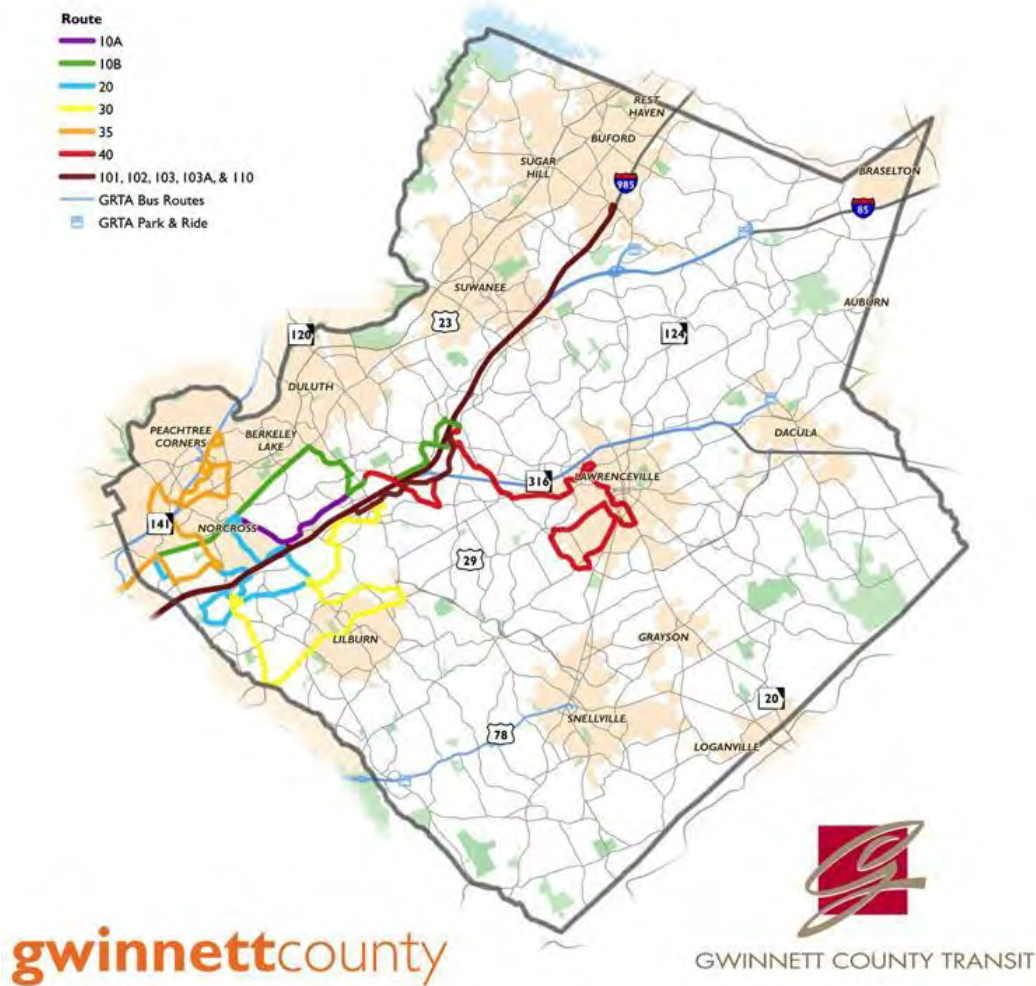 Route
10A
10B
20
30
35
40
101, 102, 103, 103A, & 110
GRTA Bus Routes
GRTA Park & Ride
REST
HAVEN
BUFORD
SUGAR
HILL
BRASELTON
985
85
SUWANEE
AUBURN
23
124
120
DULUTH
PEACHTREE
CORNERS
BERKELEY
LAKE
DACULA
316
LAWRENCEVILLE
141
NORCROSS
29
LILBURN
GRAYSON
20
SNELLVILLE
78
LOGANVILLE
gwinnettcounty
GWINNETT COUNTY TRANSIT